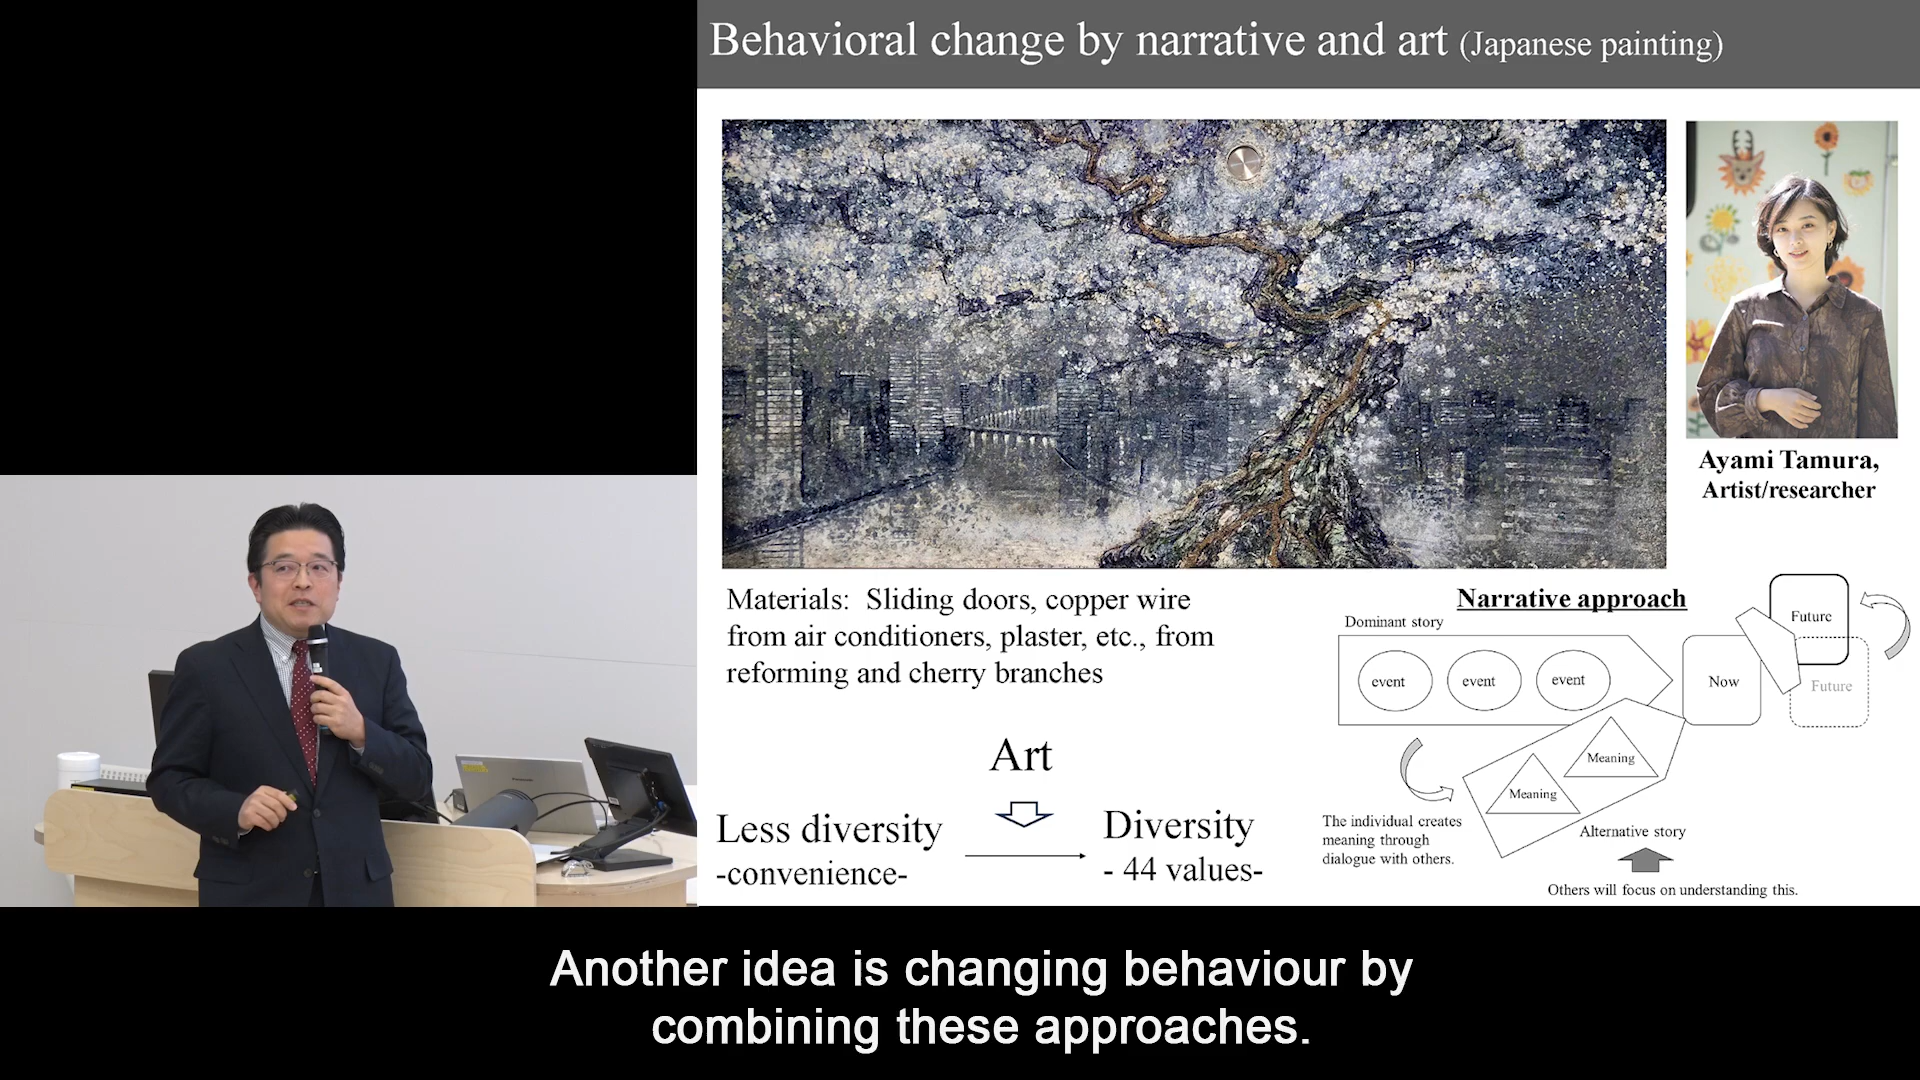 Behavioral change by narrative and art (Japanese painting)
Ayami Tamura,
Artist/researcher
Materials: Sliding doors, copper wire
from air conditioners, plaster, etc., from
reforming and cherry branches
Art
Less diversity
-convenience-
Diversity
- 44 values-
Narrative approach
Dominant story
event
event
event
Now
Future
Future
Meaning
Meaning
The individual creates
meaning through
dialogue with others.
Alternative story
Others will focus on understanding this.
Another idea is changing behaviour by
combining these approaches.